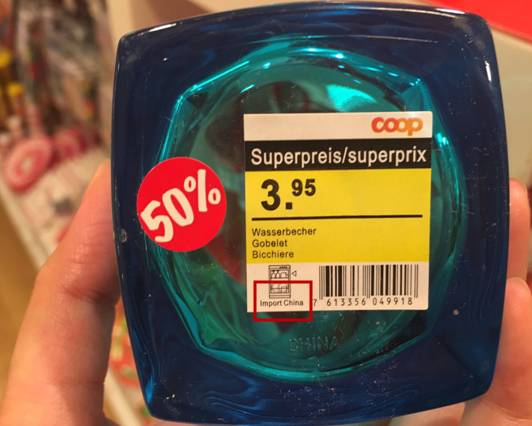 coop
Superpreis/superprix
50%
3.95
Wasserbecher
Gobelet
Bicchiere
Import China
7 613356 049918
CHINA